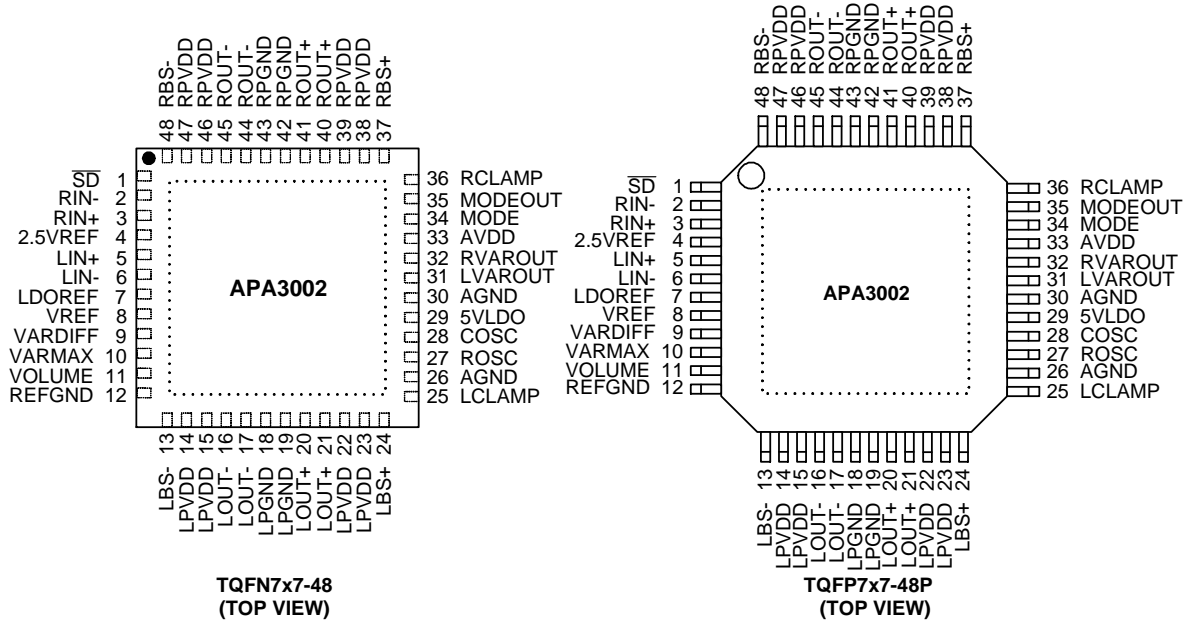 48 RBS-
47 RPVDD
46 RPVDD
45 ROUT-
44 ROUT-
43 RPGND
42 RPGND
41 ROUT+
40 ROUT+
39 RPVDD
38 RPVDD
37 RBS+
SD 1
RIN- 2
RIN+ 3
2.5VREF 4
LIN+ 5
LIN- 6
LDOREF 7
VREF 8
VARDIFF 9
VARMAX 10
VOLUME 11
REFGND 12
APA3002
36 RCLAMP
35 MODEOUT
34 MODE
33 AVDD
32 RVAROUT
31 LVAROUT
30 AGND
29 5VLDO
28 COSC
27 ROSC
26 AGND
25 LCLAMP
LBS- 13
LPVDD 14
LPVDD 15
LOUT- 16
LOUT- 17
LPGND 18
LPGND 19
LOUT+ 20
LOUT+ 21
LPVDD 22
LPVDD 23
LBS+ 24
TQFN7x7-48
(TOP VIEW)
48 RBS-
47 RPVDD
46 RPVDD
45 ROUT-
44 ROUT-
43 RPGND
42 RPGND
41 ROUT+
40 ROUT+
39 RPVDD
38 RPVDD
37 RBS+
SD 1
RIN- 2
RIN+ 3
2.5VREF 4
LIN+ 5
LIN- 6
LDOREF 7
VREF 8
VARDIFF 9
VARMAX 10
VOLUME 11
REFGND 12
APA3002
36 RCLAMP
35 MODEOUT
34 MODE
33 AVDD
32 RVAROUT
31 LVAROUT
30 AGND
29 5VLDO
28 COSC
27 ROSC
26 AGND
25 LCLAMP
LBS- 13
LPVDD 14
LPVDD 15
LOUT- 16
LOUT- 17
LPGND 18
LPGND 19
LOUT+ 20
LOUT+ 21
LPVDD 22
LPVDD 23
LBS+ 24
TQFP7x7-48P
(TOP VIEW)